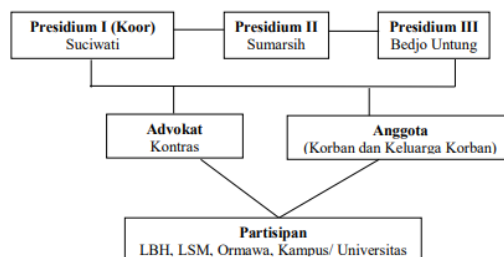 Presidium I (Koor)
Suciwati
Presidium II
Sumarsih
Presidium III
Bedjo Untung
Advokat
Kontras
Anggota
(Korban dan Keluarga Korban)
Partisipan
LBH, LSM, Ormawa, Kampus/ Universitas